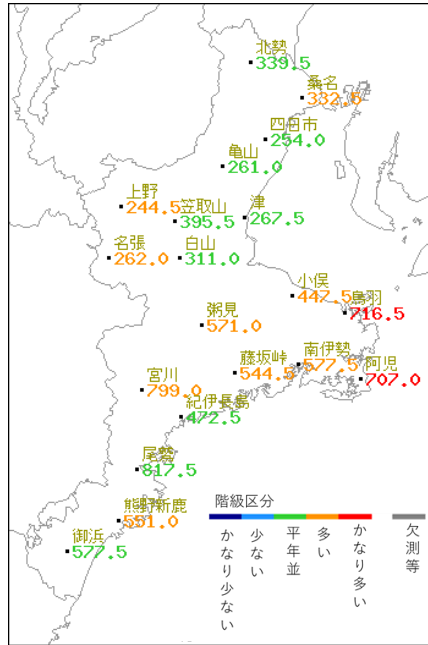 北勢
339.5
桑名
332.5
四日市
254.0
亀山
261.0
上野
244.5
笠取山
395.5
津
267.5
名張
262.0
白山
311.0
小俣
447.5
鳥羽
716.5
粥見
571.0
藤坂峠
544.5
南伊勢
577.5
阿児
707.0
宮川
799.0
紀伊長島
472.5
尾鷲
817.5
熊野新鹿
551.0
御浜
577.5
階級区分
かなり少ない
少ない
平年並
多い
かなり多い
欠測等